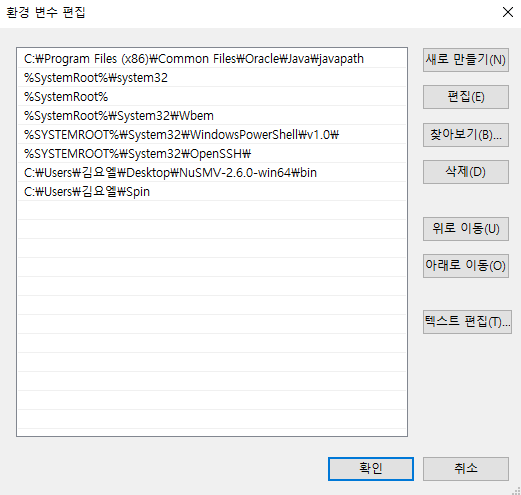 환경 변수 편집
C:₩Program Files (x86)₩Common Files₩Oracle₩Java₩javapath
%SystemRoot%₩system32
%SystemRoot%
%SystemRoot%₩System32₩Wbem
%SYSTEMROOT%₩System32₩WindowsPowerShell₩v1.0₩
%SYSTEMROOT%₩System32₩OpenSSH₩
C:₩Users₩김요엘₩Desktop₩NuSMV-2.6.0-win64₩bin
C:₩Users₩김요엘₩Spin
새로 만들기(N)
편집(E)
찾아보기(B)...
삭제(D)
위로 이동(U)
아래로 이동(O)
텍스트 편집(T)...
확인
취소